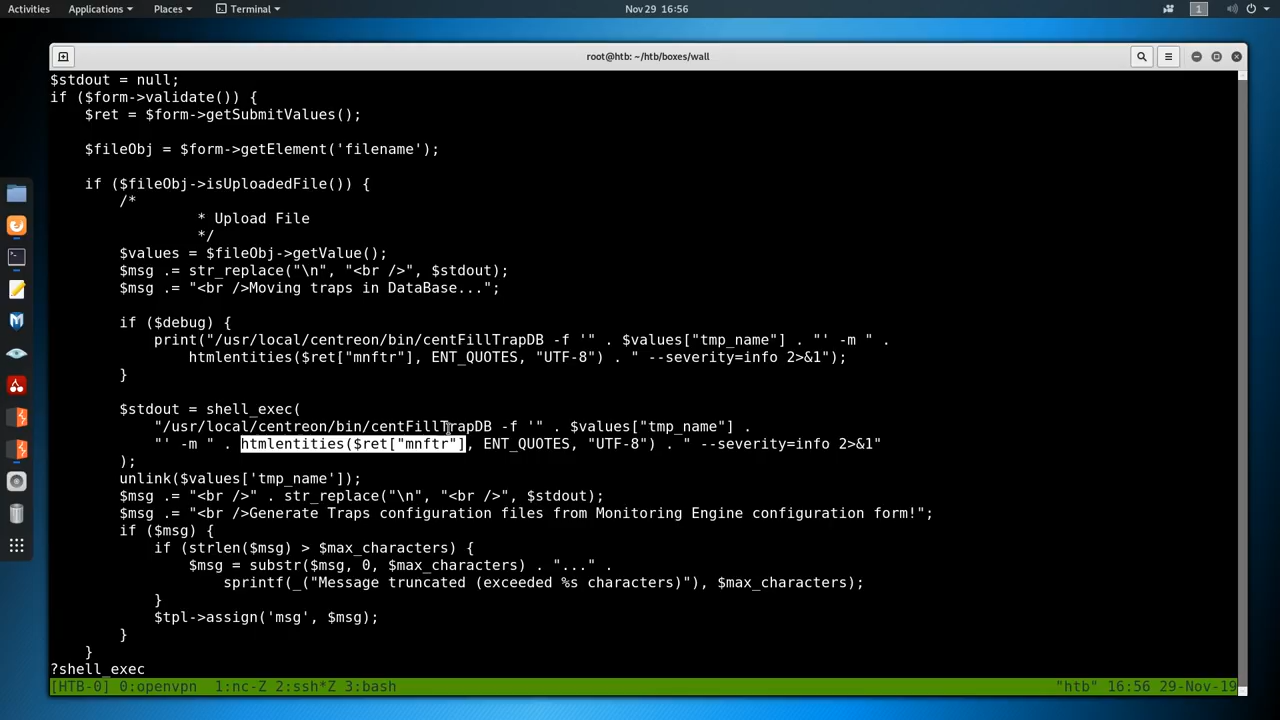 Activities Applications Places Terminal Nov 29 16:56 1
root@htb: ~/htb/boxes/wall
$stdout = null;
if ($form->validate()) {
    $ret = $form->getSubmitValues();
    $fileObj = $form->getElement('filename');
    if ($fileObj->isUploadedFile()) {
        /*
                 * Upload File
                 */
        $values = $fileObj->getValue();
        $msg .= str_replace("\n", "<br />", $stdout);
        $msg .= "<br />Moving traps in DataBase...";
        if ($debug) {
            print("/usr/local/centreon/bin/centFillTrapDB -f '" . $values["tmp_name"] . "' -m " .
                htmlentities($ret["mnftr"], ENT_QUOTES, "UTF-8") . " --severity=info 2>&1");
        }
        $stdout = shell_exec(
            "/usr/local/centreon/bin/centFillTrapDB -f '" . $values["tmp_name"] .
            "' -m " . htmlentities($ret["mnftr"], ENT_QUOTES, "UTF-8") . " --severity=info 2>&1"
        );
        unlink($values['tmp_name']);
        $msg .= "<br />" . str_replace("\n", "<br />", $stdout);
        $msg .= "<br />Generate Traps configuration files from Monitoring Engine configuration form!";
        if ($msg) {
            if (strlen($msg) > $max_characters) {
                $msg = substr($msg, 0, $max_characters) . "..." .
                    sprintf(_("Message truncated (exceeded %s characters)"), $max_characters);
            }
            $tpl->assign('msg', $msg);
        }
    }
?shell_exec
[HTB-0] 0:openvpn  1:nc-Z 2:ssh*Z 3:bash "htb" 16:56 29-Nov-19